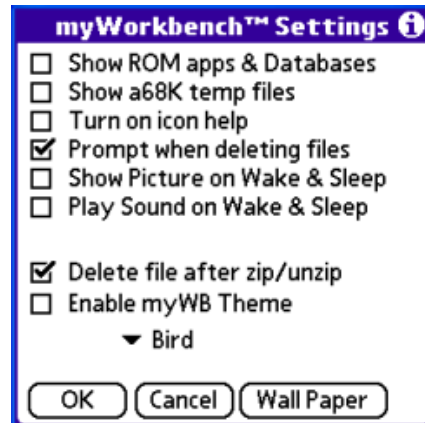 myWorkbench™ Settings i
Show ROM apps & Databases
Show a68K temp files
Turn on icon help
Prompt when deleting files
Show Picture on Wake & Sleep
Play Sound on Wake & Sleep
Delete file after zip/unzip
Enable myWB Theme
Bird
OK Cancel Wall Paper